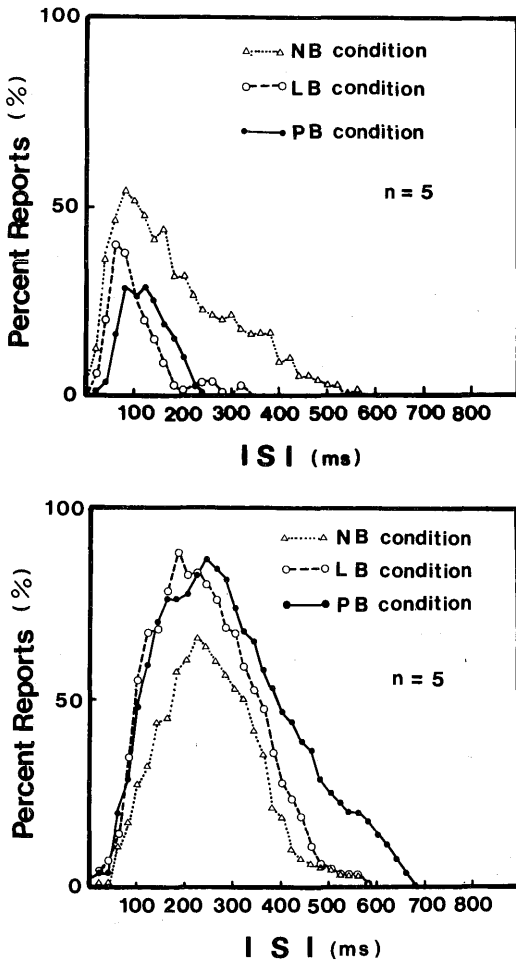 100
NB condition
LB condition
PB condition
n = 5
50
0
Percent Reports (%)
100 200 300 400 500 600 700 800
ISI (ms)
100
NB condition
LB condition
PB condition
n = 5
50
0
Percent Reports (%)
100 200 300 400 500 600 700 800
ISI (ms)